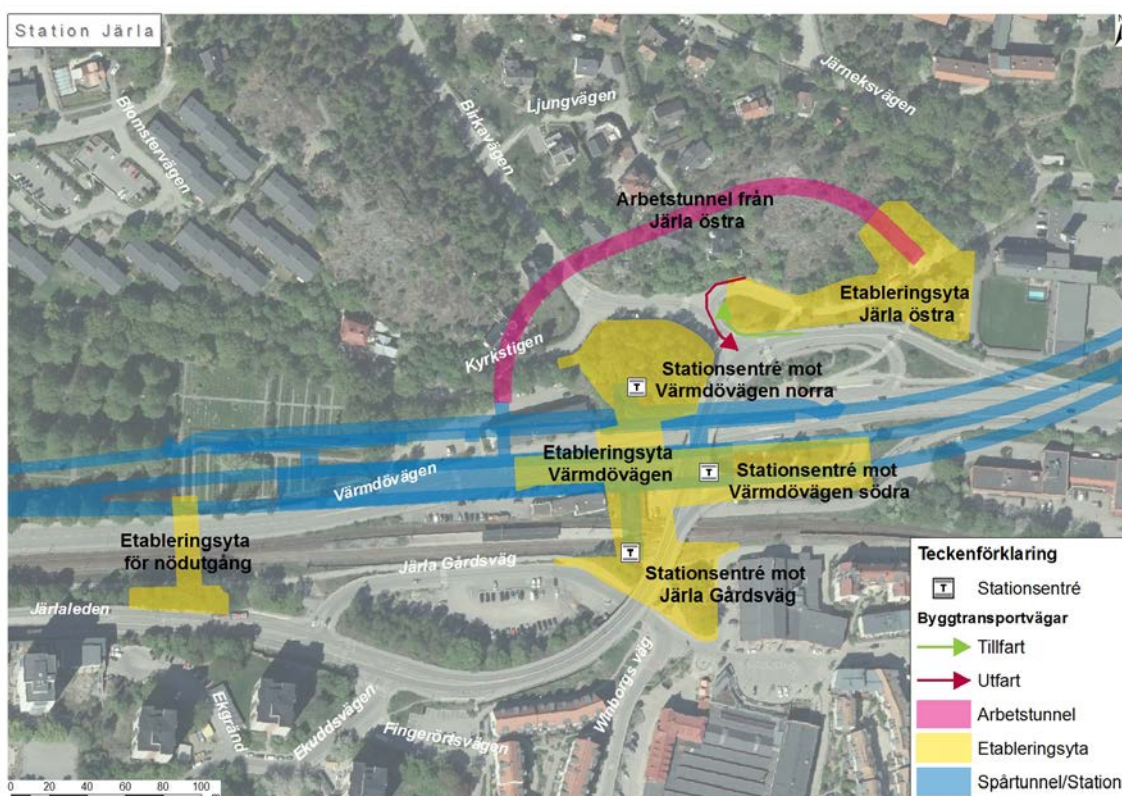 Station Järla
N
Järneksvägen
Ljungvägen
Birkavägen
Blomstervägen
Arbetstunnel från
Järla östra
Etableringsyta
Järla östra
Kyrkstigen
Stationsentré mot
Värmdövägen norra
T
Etableringsyta
Värmdövägen
T
Stationsentré mot
Värmdövägen södra
Värmdövägen
Etableringsyta
för nödutgång
Järla Gårdsväg
T
Stationsentré mot
Järla Gårdsväg
Järlaleden
Ekgränd
Ekuddsvägen
Fingerörtsvägen
Wiaborgs väg
0 20 40 60 80 100
Teckenförklaring
T Stationsentré
Byggtransportvägar
Tillfart
Utfart
Arbetstunnel
Etableringsyta
Spårtunnel/Station